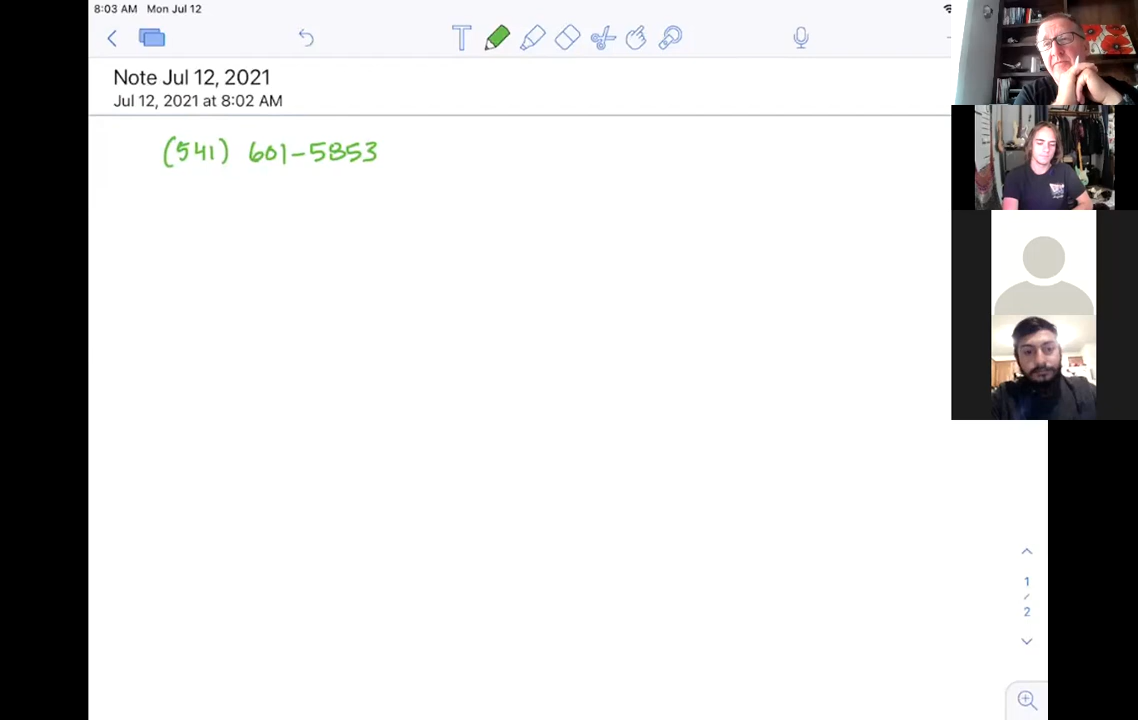 8:03 AM Mon Jul 12
T
Note Jul 12, 2021
Jul 12, 2021 at 8:02 AM
(541) 601-5853
1
/
2